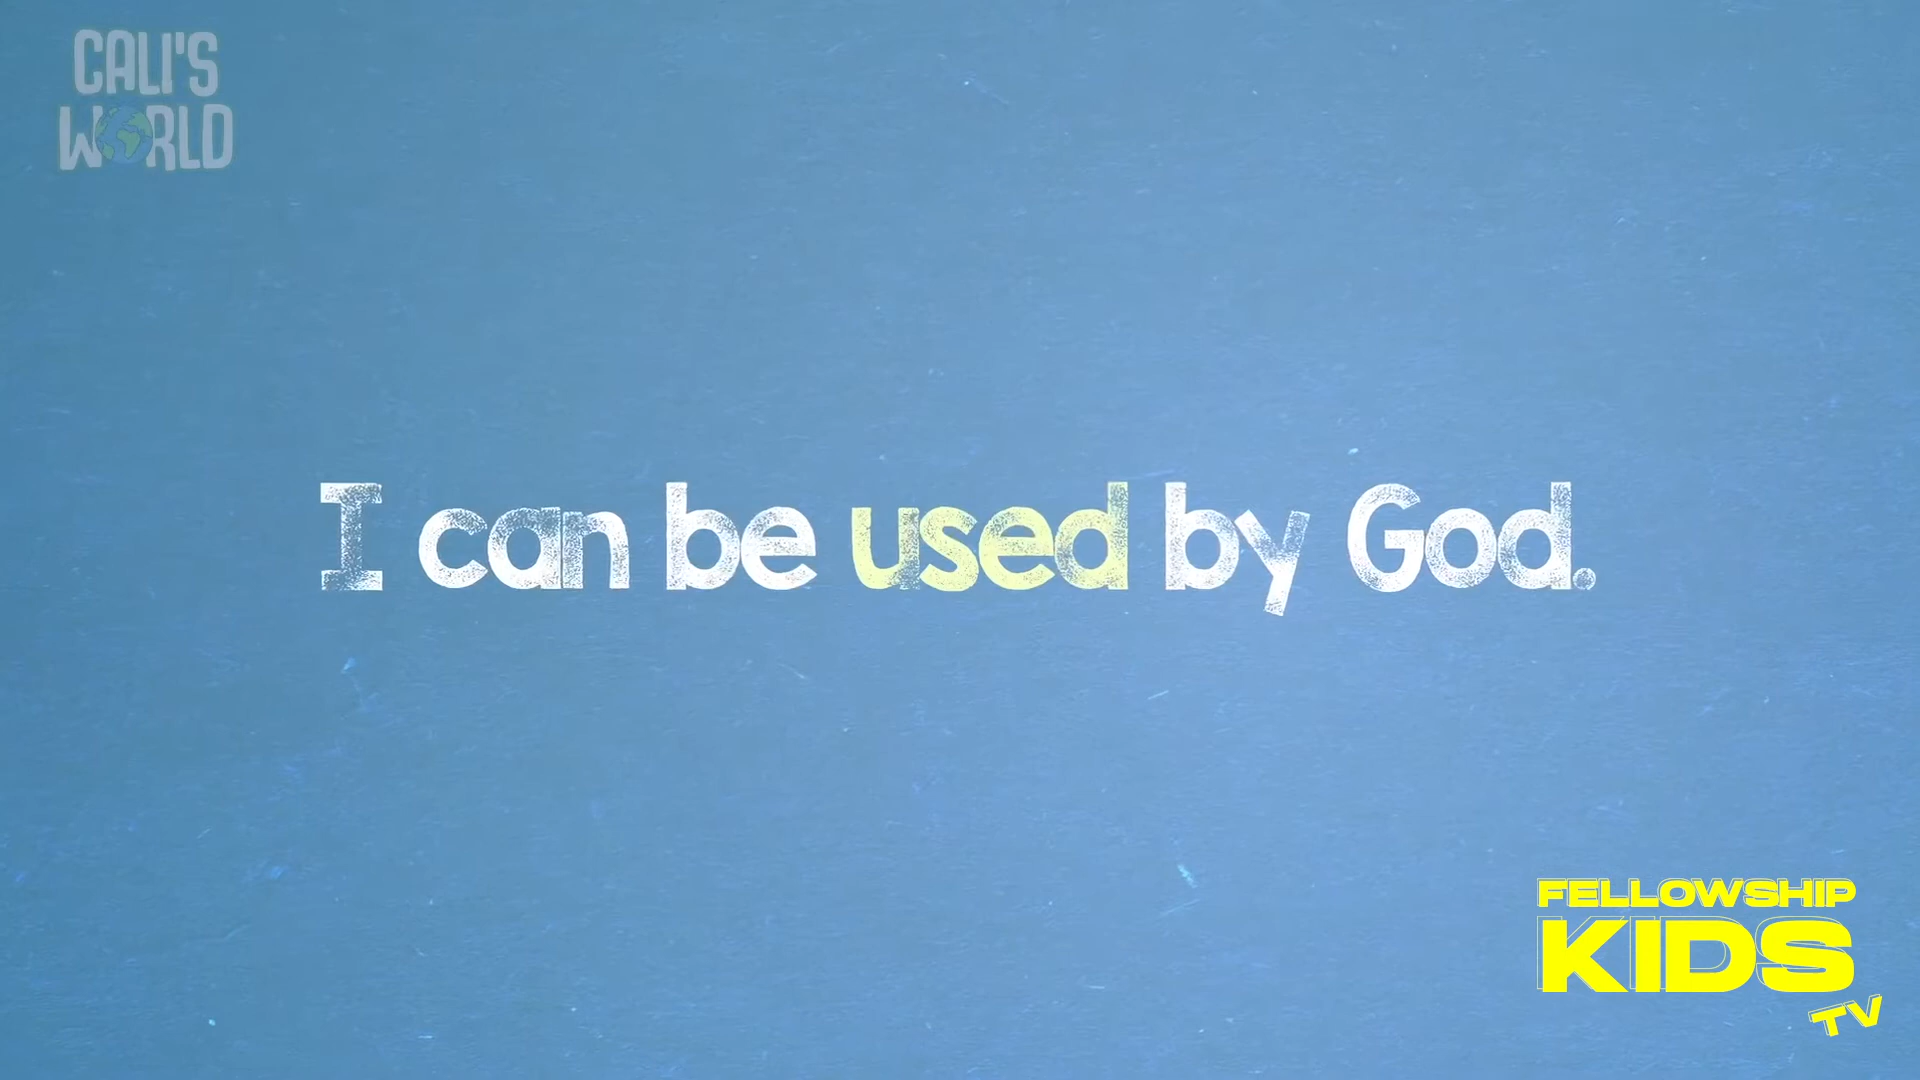 CALI'S
WORLD
I can be used by God.
FELLOWSHIP
KIDS
TV